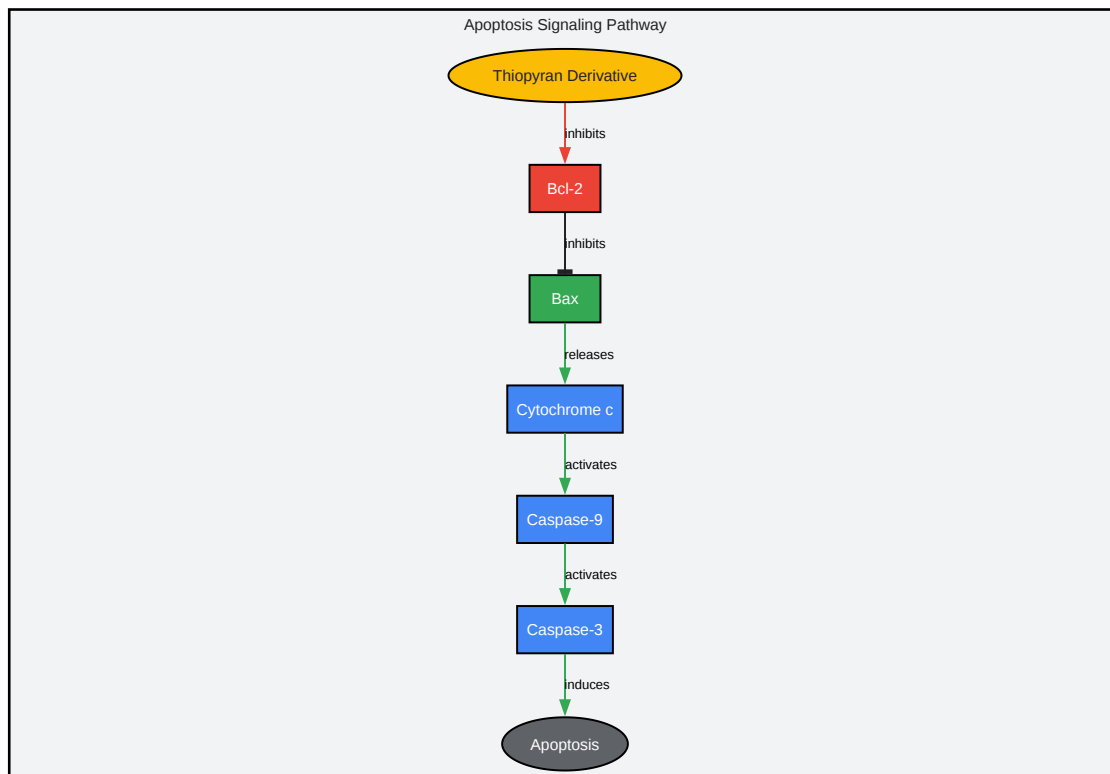 Apoptosis Signaling Pathway
Thiopyran Derivative
inhibits
Bcl-2
inhibits
Bax
releases
Cytochrome c
activates
Caspase-9
activates
Caspase-3
induces
Apoptosis